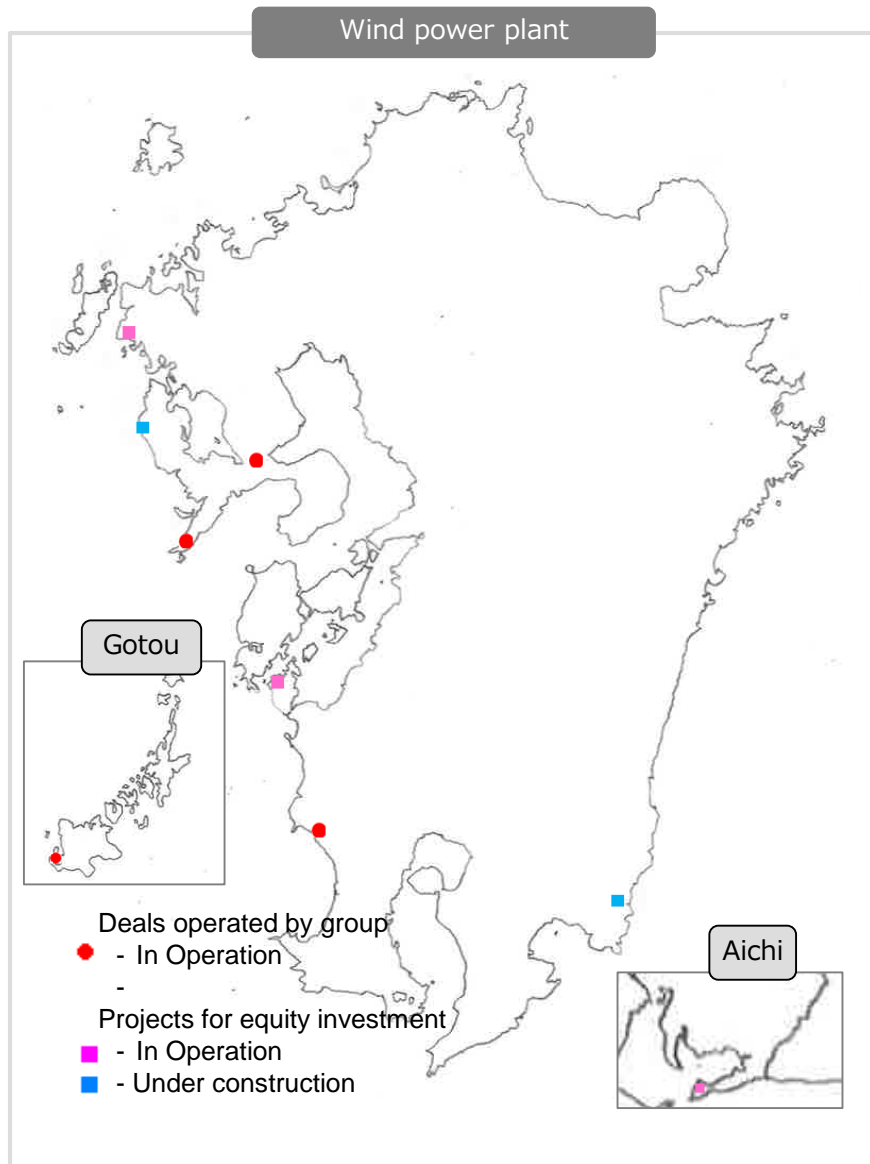 Wind power plant
Gotou
Deals operated by group
- In Operation
-
Projects for equity investment
- In Operation
- Under construction
Aichi